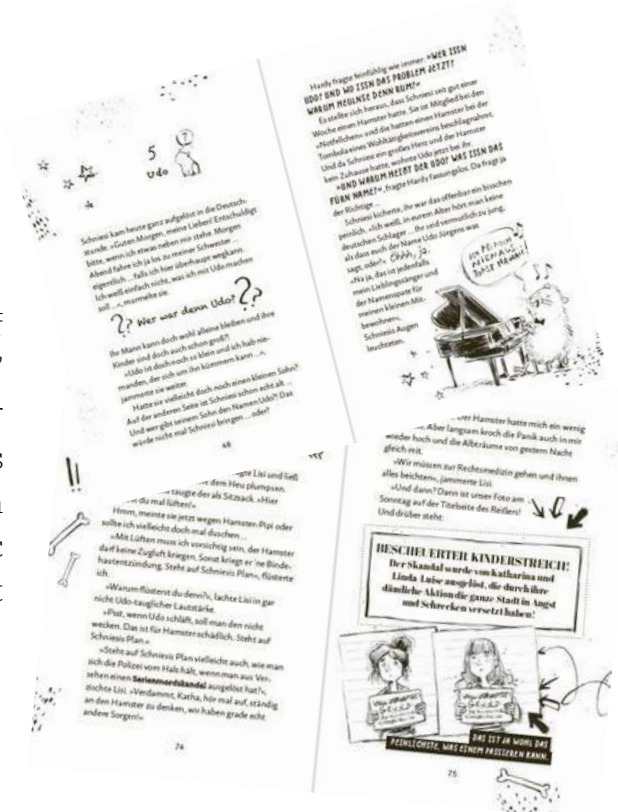 5
Udo
Schniesi kam heute ganz aufgelöst in die Deutsch-
stunde. »Guten Morgen, meine Lieben! Entschuldigt
bitte, wenn ich etwas neben mir stehe. Morgen
Abend fahre ich ja los zu meiner Schwester ...
eigentlich ... falls ich hier überhaupt wegkann.
Ich weiß einfach nicht, was ich mit Udo machen
soll ...«, murmelte sie.
?? Wer war denn Udo? ??
Ihr Mann kann doch wohl alleine bleiben und ihre
Kinder sind doch auch schon groß?!
»Udo ist doch noch so klein und ich hab nie-
manden, der sich um ihn kümmern kann ...«,
jammerte sie weiter.
Hatte sie vielleicht doch noch einen kleinen Sohn?
Auf der anderen Seite ist Schniesi schon echt alt ...
Und wer gibt seinem Sohn den Namen Udo?! Das
würde nicht mal Schniesi bringen ... oder?
68
Hardy fragte feinfühlig wie immer: »WER ISSN
UDO? UND WO ISSN DAS PROBLEM JETZT?
WARUM HEULNSE DENN RUM?«
Es stellte sich heraus, dass Schniesi seit gut einer
Woche einen Hamster hatte. Sie ist Mitglied bei den
»Notfellchen« und die hatten einen Hamster bei der
Tombola eines Wohltätigkeitsvereins beschlagnahmt.
Und da Schniesi ein großes Herz und der Hamster
kein Zuhause hatte, wohnte Udo jetzt bei ihr.
»UND WARUM HEIßT DER UDO? WAS ISSN DAS
FÜRN NAME?«, fragte Hardy fassungslos. Da fragt ja
der Richtige ...
Schniesi kicherte, ihr war das offenbar ein bisschen
peinlich. »Ich weiß, in eurem Alter hört man keine
deutschen Schlager ... Ihr seid vermutlich zu jung,
als dass euch der Name Udo Jürgens was
sagt, oder?« Öhhh, ja.
»Na ja, das ist jedenfalls
mein Lieblingssänger und
der Namenspate für
meinen kleinen Mit-
bewohner«,
Schniesis Augen
leuchteten.
NIEMALS
!!
Lisi und ließ
dem Heu plumpsen.
taugte der als Sitzsack. »Hier
du mal lüften!«
Hmm, meinte sie jetzt wegen Hamster-Pipi oder
sollte ich vielleicht doch mal duschen ...
»Mit Lüften muss ich vorsichtig sein, der Hamster
darf keine Zugluft kriegen. Sonst kriegt er 'ne Binde-
hautentzündung. Steht auf Schniesis Plan«, flüsterte
ich.
»Warum flüsterst du denn?«, lachte Lisi in gar
nicht Udo-tauglicher Lautstärke.
»Psst, wenn Udo schläft, soll man den nicht
wecken. Das ist für Hamster schädlich. Steht auf
Schniesis Plan.«
»Steht auf Schniesis Plan vielleicht auch, wie man
sich die Polizei vom Hals hält, wenn man aus Ver-
sehen einen Serienmordskandal ausgelöst hat?«,
zischte Lisi. »Verdammt, Katha, hör mal auf, ständig
an den Hamster zu denken, wir haben grade echt
andere Sorgen!«
74
Der Hamster hatte mich ein wenig
Aber langsam kroch die Panik auch in mir
wieder hoch und die Albträume von gestern Nacht
gleich mit.
»Wir müssen zur Rechtsmedizin gehen und ihnen
alles beichten«, jammerte Lisi.
»Und dann? Dann ist unser Foto am
Sonntag auf der Titelseite des Reißers!
Und drüber steht:
BESCHEUERTER KINDERSTREICH!
Der Skandal wurde von Katharina und
Linda-Luise ausgelöst, die durch ihre
dämliche Aktion die ganze Stadt in Angst
und Schrecken versetzt haben!
DAS IST JA WOHL DAS
PEINLICHSTE, WAS EINEM PASSIEREN KANN.
75